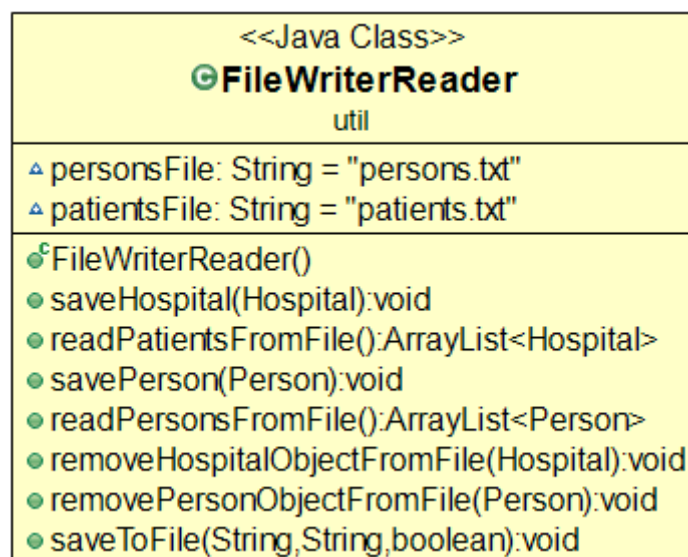 <<Java Class>>
FileWriterReader
util
personsFile: String = "persons.txt"
patientsFile: String = "patients.txt"
FileWriterReader()
saveHospital(Hospital):void
readPatientsFromFile():ArrayList<Hospital>
savePerson(Person):void
readPersonsFromFile():ArrayList<Person>
removeHospitalObjectFromFile(Hospital):void
removePersonObjectFromFile(Person):void
saveToFile(String,String,boolean):void